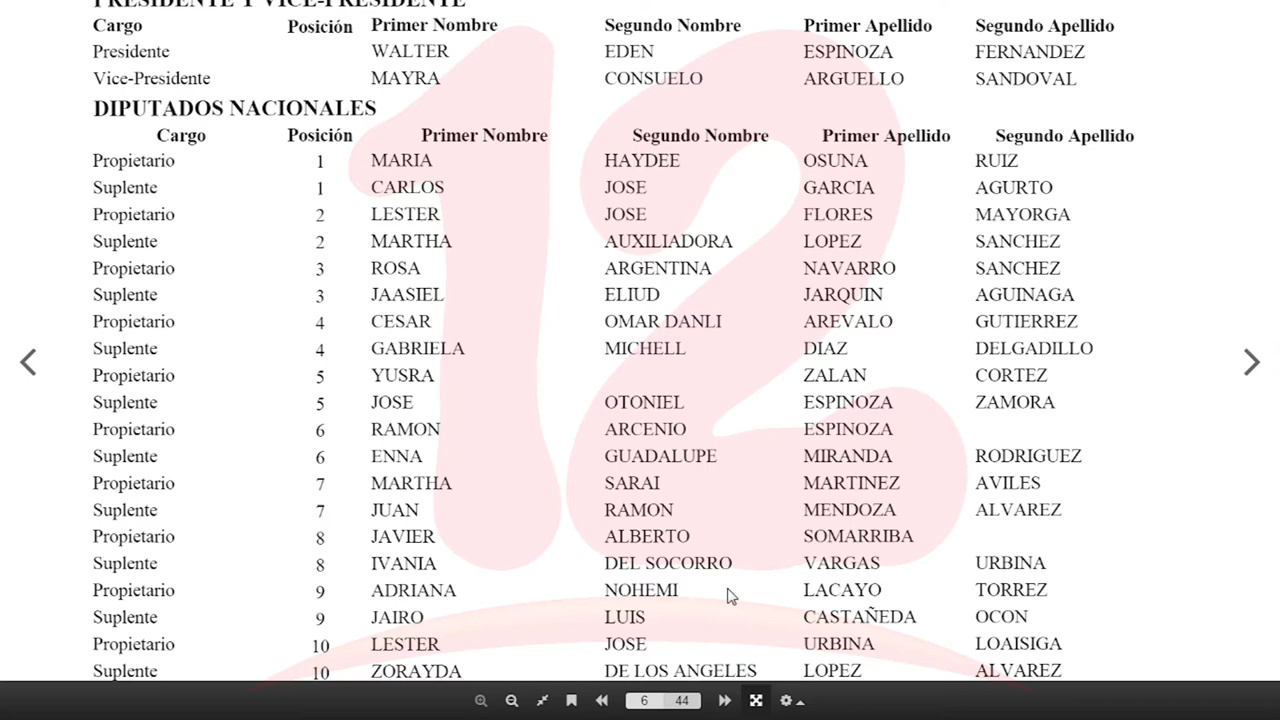 PRESIDENTE Y VICE-PRESIDENTE
Cargo Posición Primer Nombre Segundo Nombre Primer Apellido Segundo Apellido
Presidente WALTER EDEN ESPINOZA FERNANDEZ
Vice-Presidente MAYRA CONSUELO ARGUELLO SANDOVAL
DIPUTADOS NACIONALES
Cargo Posición Primer Nombre Segundo Nombre Primer Apellido Segundo Apellido
Propietario 1 MARIA HAYDEE OSUNA RUIZ
Suplente 1 CARLOS JOSE GARCIA AGURTO
Propietario 2 LESTER JOSE FLORES MAYORGA
Suplente 2 MARTHA AUXILIADORA LOPEZ SANCHEZ
Propietario 3 ROSA ARGENTINA NAVARRO SANCHEZ
Suplente 3 JAASIEL ELIUD JARQUIN AGUINAGA
Propietario 4 CESAR OMAR DANLI AREVALO GUTIERREZ
Suplente 4 GABRIELA MICHELL DIAZ DELGADILLO
Propietario 5 YUSRA ZALAN CORTEZ
Suplente 5 JOSE OTONIEL ESPINOZA ZAMORA
Propietario 6 RAMON ARCENIO ESPINOZA
Suplente 6 ENNA GUADALUPE MIRANDA RODRIGUEZ
Propietario 7 MARTHA SARAI MARTINEZ AVILES
Suplente 7 JUAN RAMON MENDOZA ALVAREZ
Propietario 8 JAVIER ALBERTO SOMARRIBA
Suplente 8 IVANIA DEL SOCORRO VARGAS URBINA
Propietario 9 ADRIANA NOHEMI LACAYO TORREZ
Suplente 9 JAIRO LUIS CASTAÑEDA OCON
Propietario 10 LESTER JOSE URBINA LOAISIGA
Suplente 10 ZORAYDA DE LOS ANGELES LOPEZ ALVAREZ
12
6 44